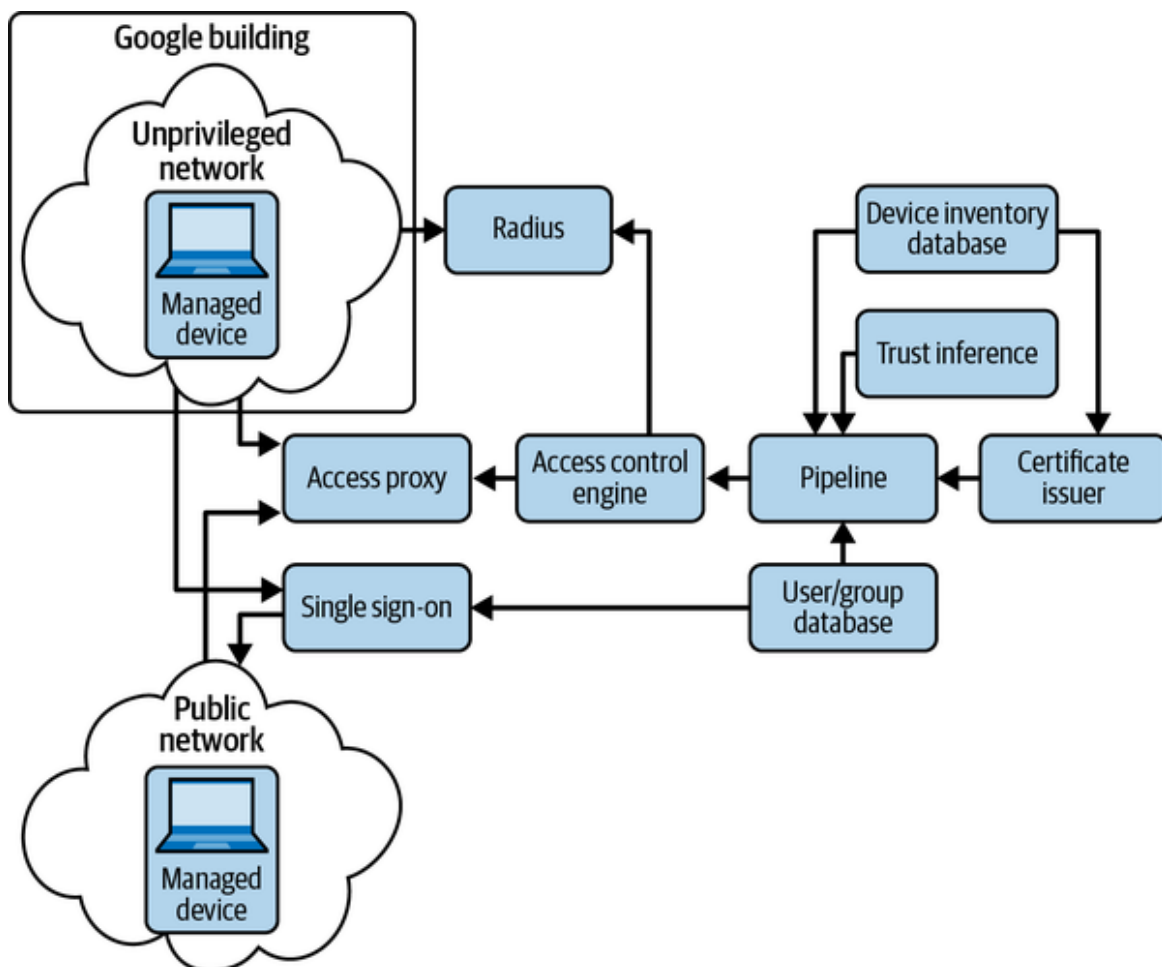 Google building
Unprivileged
network
Managed
device
Radius
Device inventory
database
Trust inference
Access proxy
Access control
engine
Pipeline
Certificate
issuer
Single sign-on
User/group
database
Public
network
Managed
device